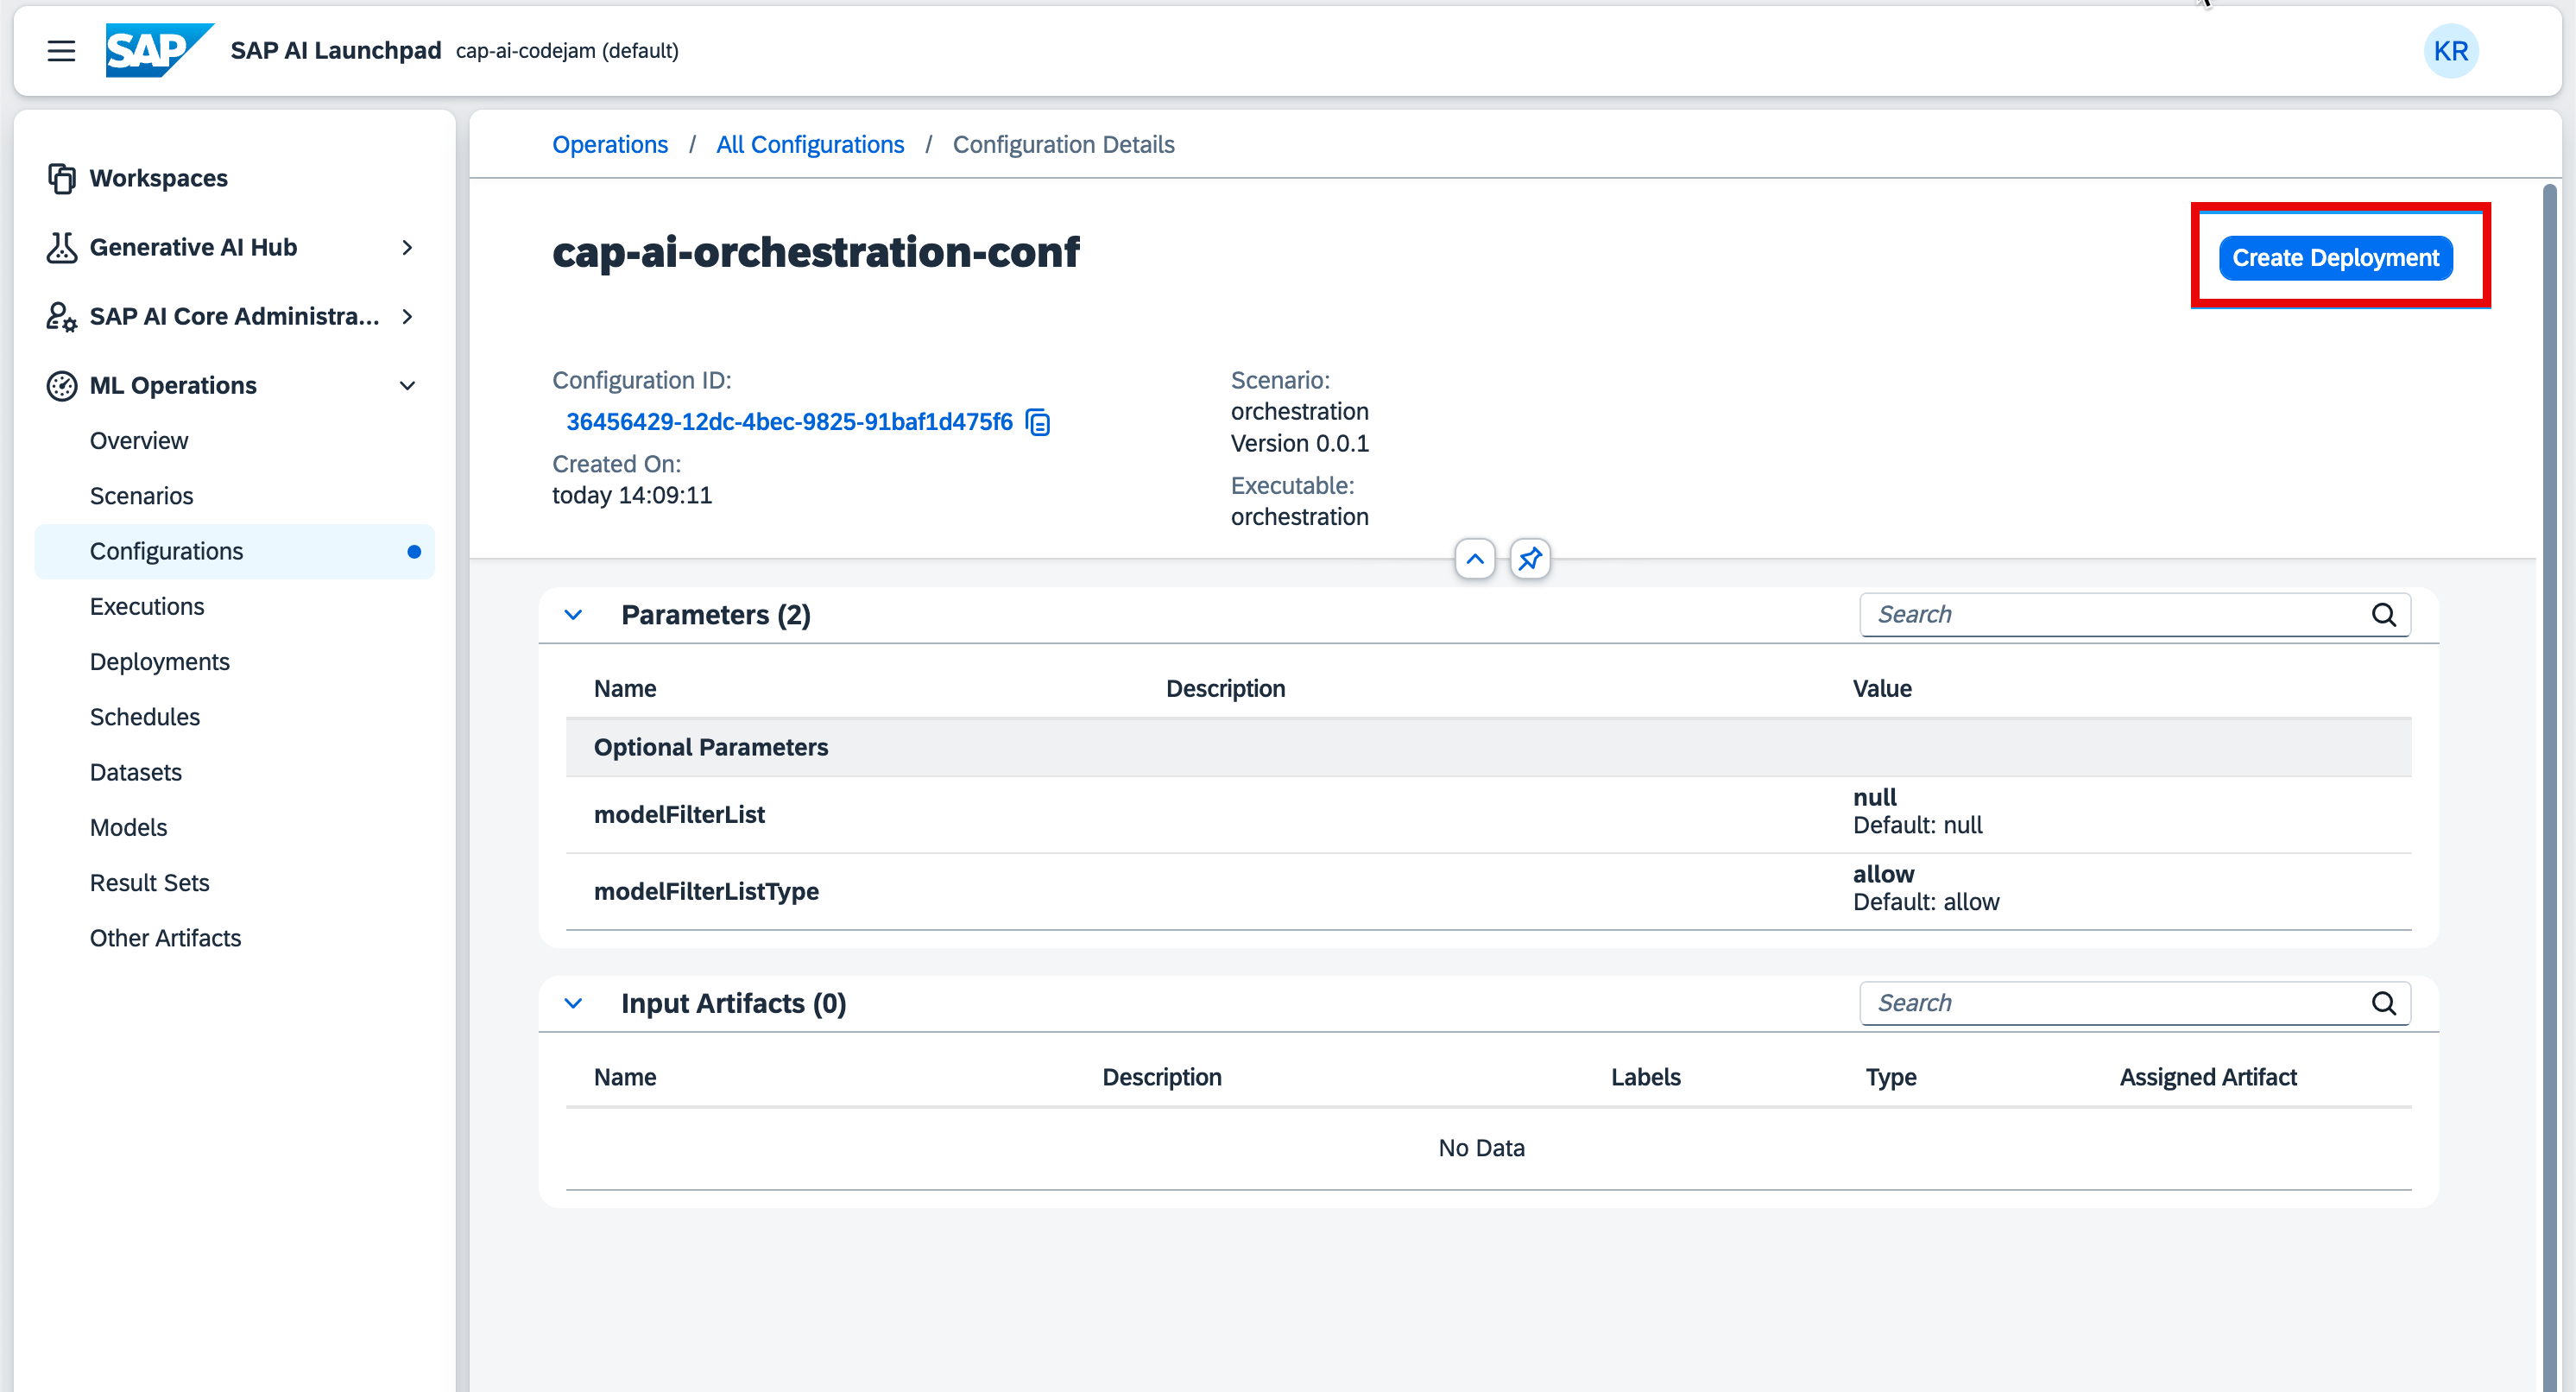 SAP
SAP AI Launchpad cap-ai-codejam (default)
KR
Workspaces
Generative AI Hub
SAP AI Core Administra...
ML Operations
Overview
Scenarios
Configurations
Executions
Deployments
Schedules
Datasets
Models
Result Sets
Other Artifacts
Operations / All Configurations / Configuration Details
cap-ai-orchestration-conf
Create Deployment
Configuration ID:
36456429-12dc-4bec-9825-91baf1d475f6
Created On:
today 14:09:11
Scenario:
orchestration
Version 0.0.1
Executable:
orchestration
Parameters (2)
Search
Name Description Value
Optional Parameters
modelFilterList
null
Default: null
modelFilterListType
allow
Default: allow
Input Artifacts (0)
Search
Name Description Labels Type Assigned Artifact
No Data